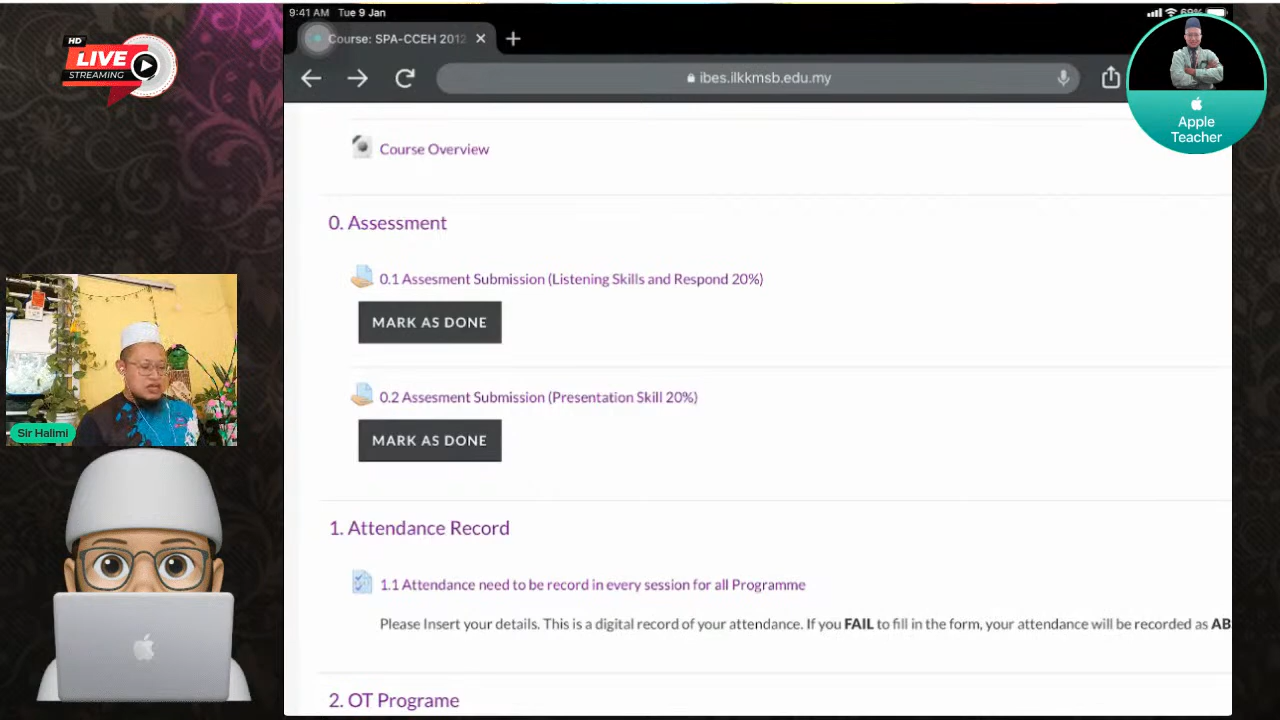 9:41 AM Tue 9 Jan
69%
Course: SPA-CCEH 2012
ibes.ilkkmsb.edu.my
HD
LIVE
STREAMING
Apple
Teacher
Course Overview
0. Assessment
0.1 Assesment Submission (Listening Skills and Respond 20%)
MARK AS DONE
0.2 Assesment Submission (Presentation Skill 20%)
MARK AS DONE
Sir Halimi
1. Attendance Record
1.1 Attendance need to be record in every session for all Programme
Please Insert your details. This is a digital record of your attendance. If you FAIL to fill in the form, your attendance will be recorded as AB
2. OT Programe